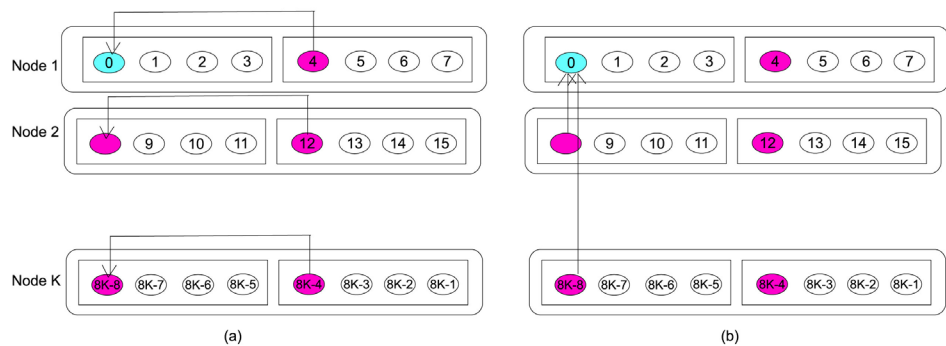 Node 1 0 1 2 3 4 5 6 7 0 1 2 3 4 5 6 7
Node 2 9 10 11 12 13 14 15 9 10 11 12 13 14 15
Node K 8K-8 8K-7 8K-6 8K-5 8K-4 8K-3 8K-2 8K-1 8K-8 8K-7 8K-6 8K-5 8K-4 8K-3 8K-2 8K-1
(a) (b)